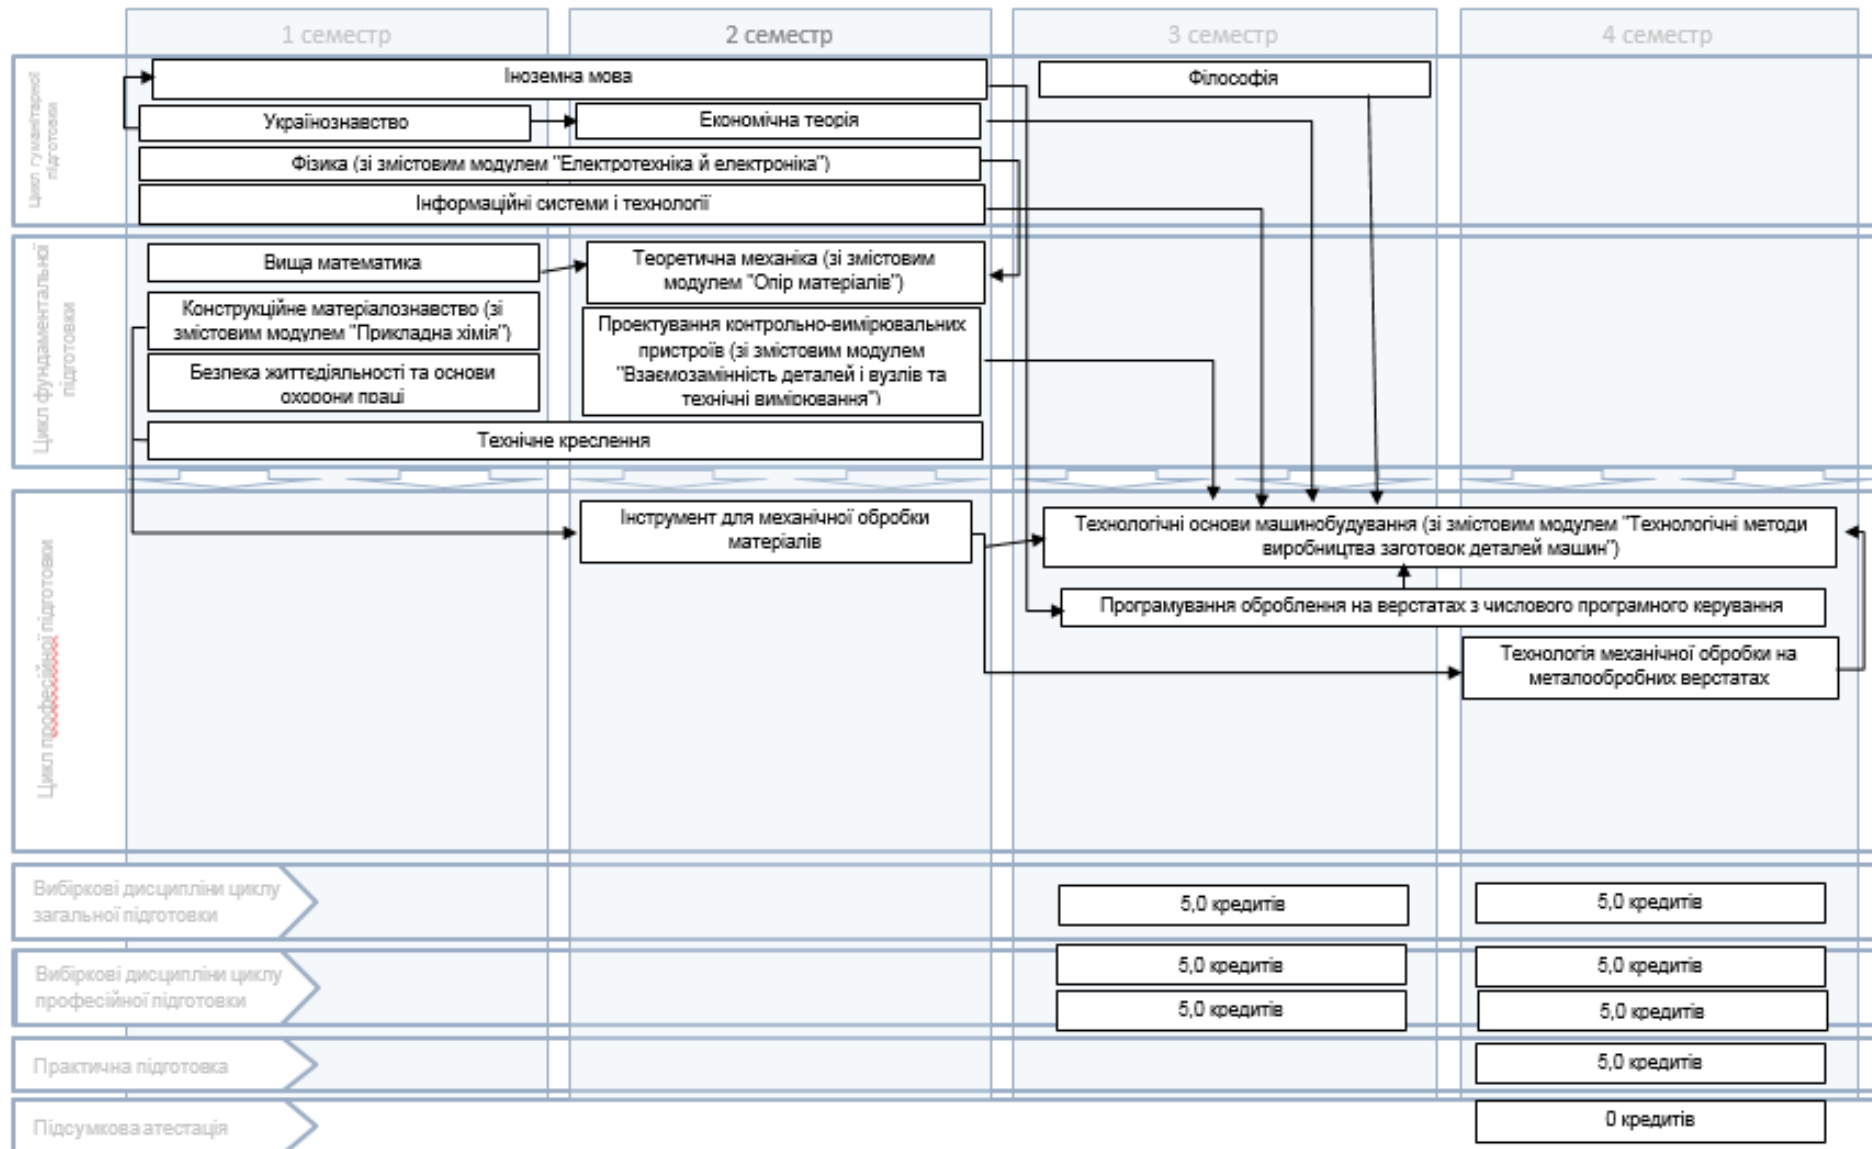 1 семестр
2 семестр
3 семестр
4 семестр
Цикл гуманітарної
підготовки
Іноземна мова
Філософія
Українознавство
Економічна теорія
Фізика (зі змістовим модулем "Електротехніка й електроніка")
Інформаційні системи і технології
Цикл фундаментальної
підготовки
Вища математика
Теоретична механіка (зі змістовим
модулем "Опір матеріалів")
Конструкційне матеріалознавство (зі
змістовим модулем "Прикладна хімія")
Проектування контрольно-вимірювальних
пристроїв (зі змістовим модулем
"Взаємозамінність деталей і вузлів та
технічні вимірювання")
Безпека життєдіяльності та основи
охорони праці
Технічне креслення
Цикл професійної підготовки
Інструмент для механічної обробки
матеріалів
Технологічні основи машинобудування (зі змістовим модулем "Технологічні методи
виробництва заготовок деталей машин")
Програмування оброблення на верстатах з числового програмного керування
Технологія механічної обробки на
металообробних верстатах
Вибіркові дисципліни циклу
загальної підготовки
5,0 кредитів
5,0 кредитів
Вибіркові дисципліни циклу
професійної підготовки
5,0 кредитів
5,0 кредитів
5,0 кредитів
5,0 кредитів
Практична підготовка
5,0 кредитів
Підсумкова атестація
0 кредитів